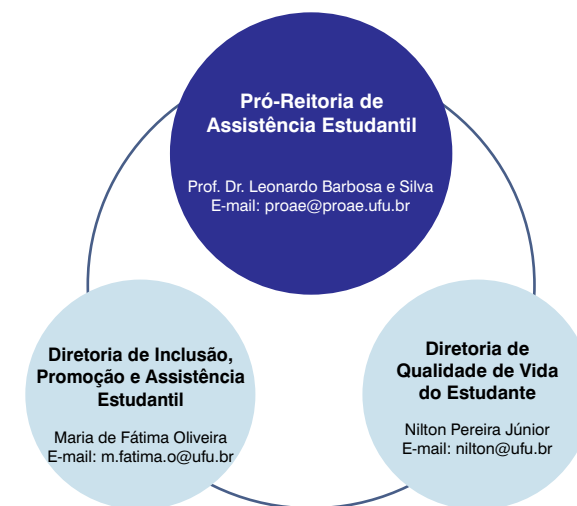 Pró-Reitoria de
Assistência Estudantil
Prof. Dr. Leonardo Barbosa e Silva
E-mail: proae@proae.ufu.br
Diretoria de Inclusão,
Promoção e Assistência
Estudantil
Maria de Fátima Oliveira
E-mail: m.fatima.o@ufu.br
Diretoria de
Qualidade de Vida
do Estudante
Nilton Pereira Júnior
E-mail: nilton@ufu.br